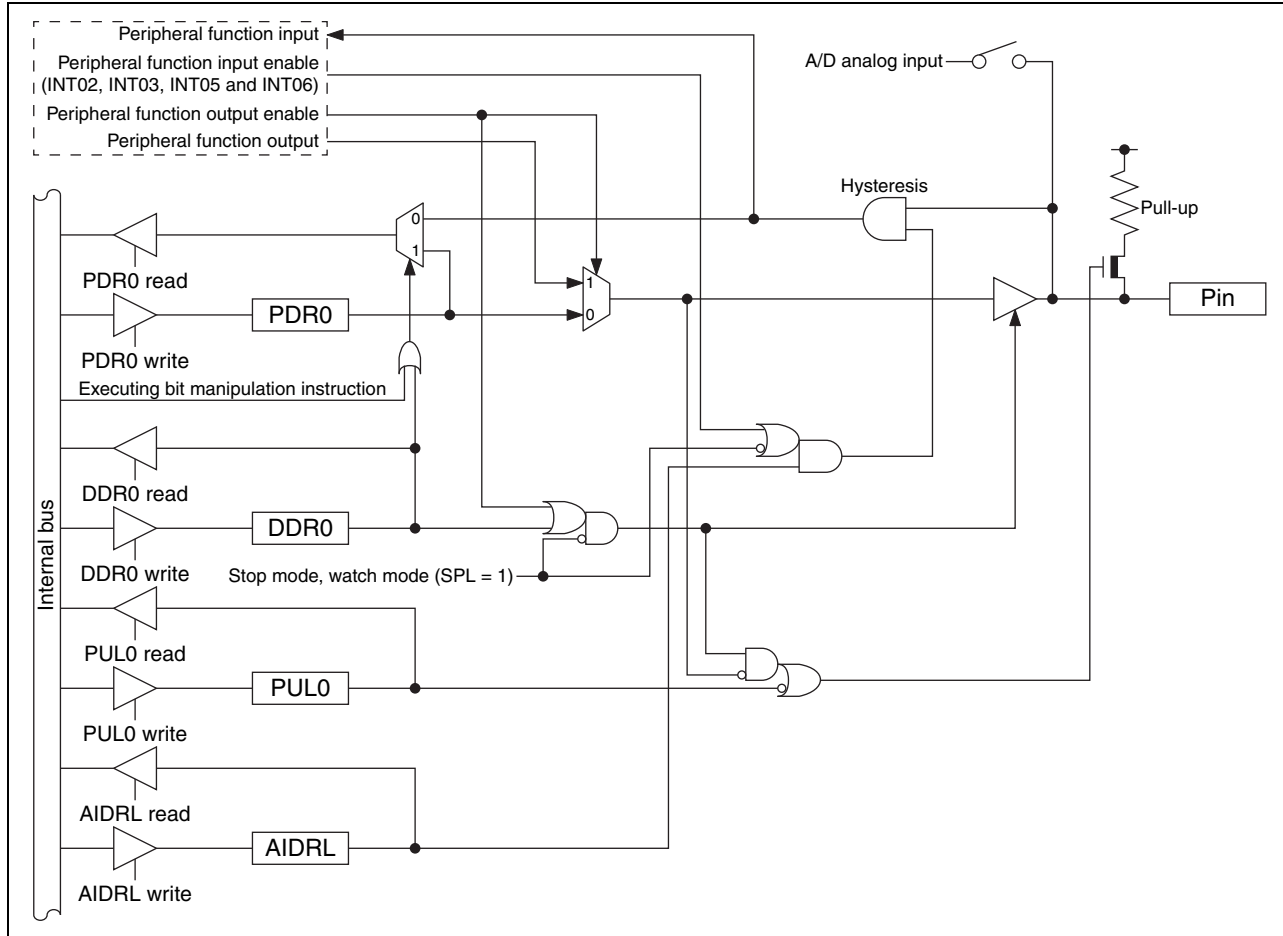 Peripheral function input
Peripheral function input enable
(INT02, INT03, INT05 and INT06)
Peripheral function output enable
Peripheral function output
A/D analog input
Hysteresis
Pull-up
0
1
PDR0 read
1
0
PDR0
Pin
PDR0 write
Executing bit manipulation instruction
DDR0 read
DDR0
DDR0 write
Stop mode, watch mode (SPL = 1)
Internal bus
PUL0 read
PUL0
PUL0 write
AIDRL read
AIDRL
AIDRL write